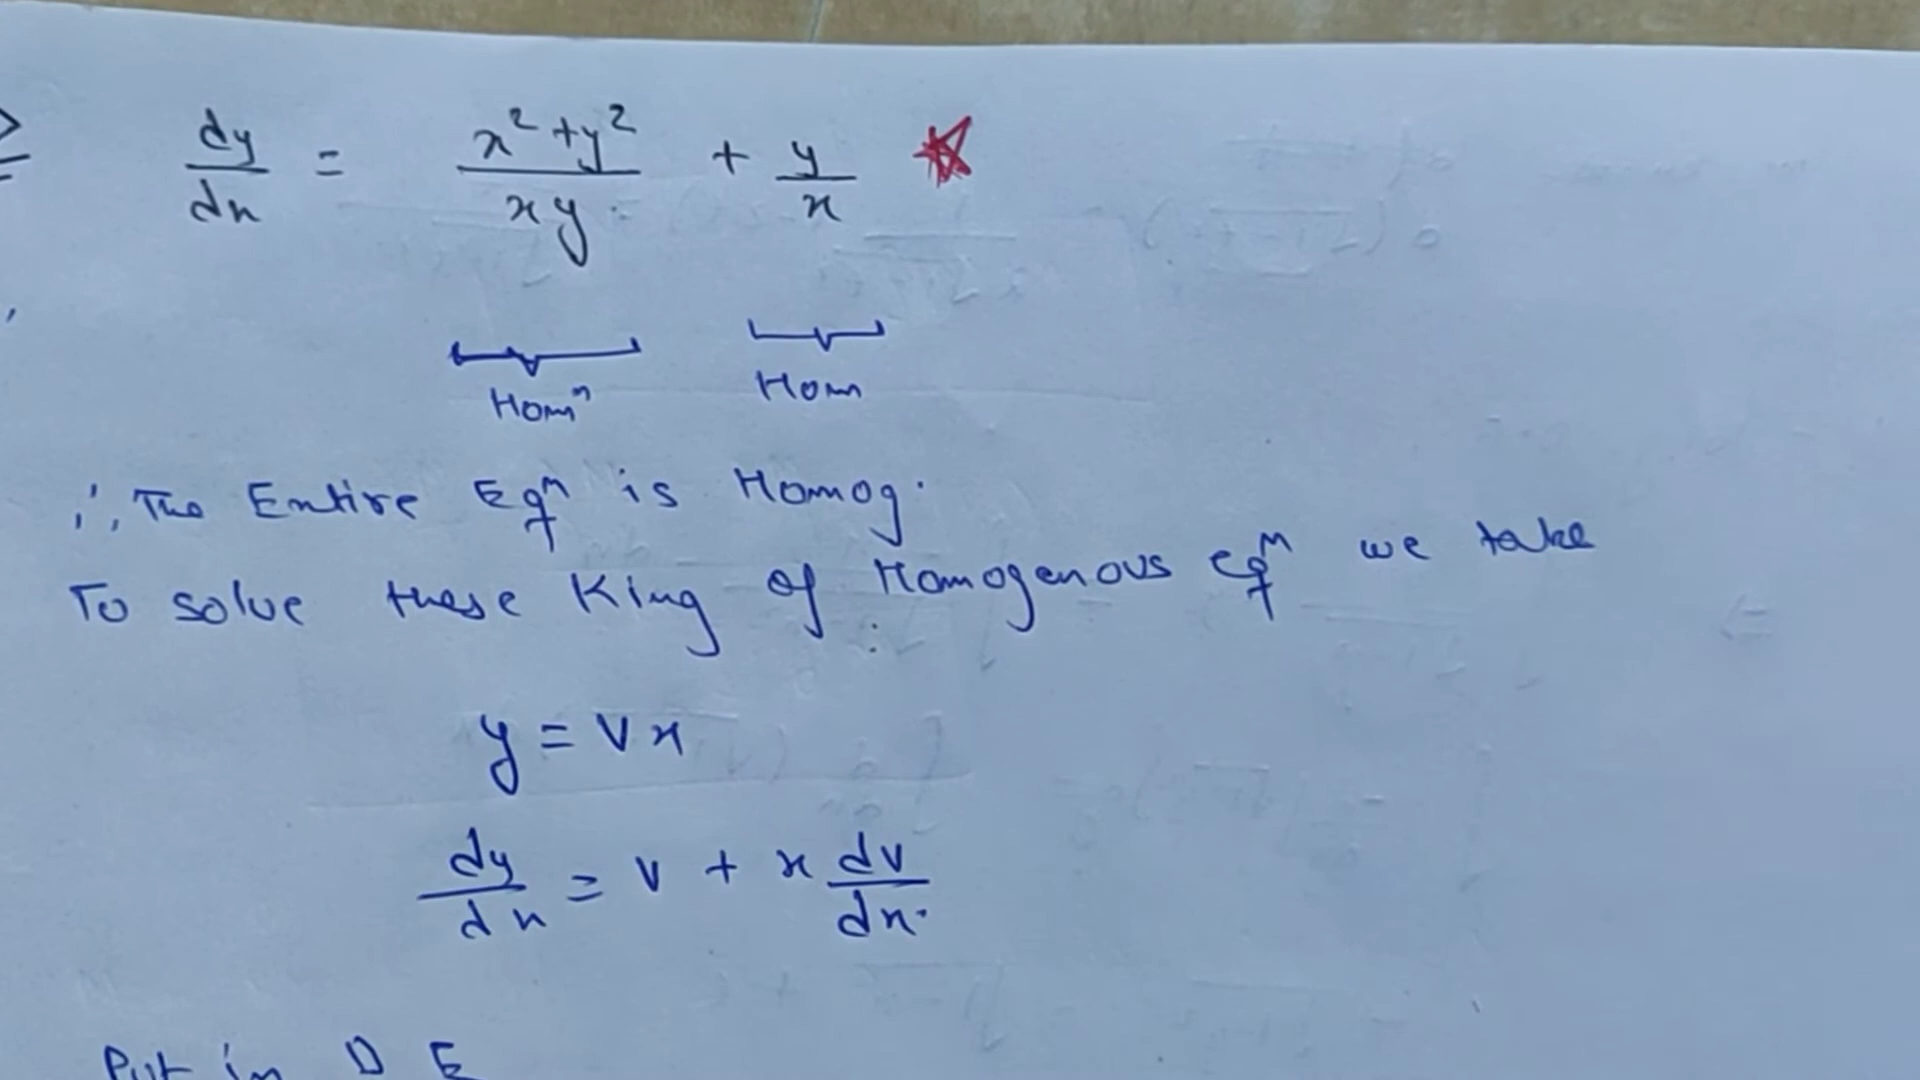 dy/dx = (x² + y²)/(xy) + y/x
Homⁿ Hom
∴ The Entire Eqⁿ is Homog.
To solve these King of Homogenous eqⁿ we take
y = vx
dy/dx = v + x dv/dx.
Put in D E